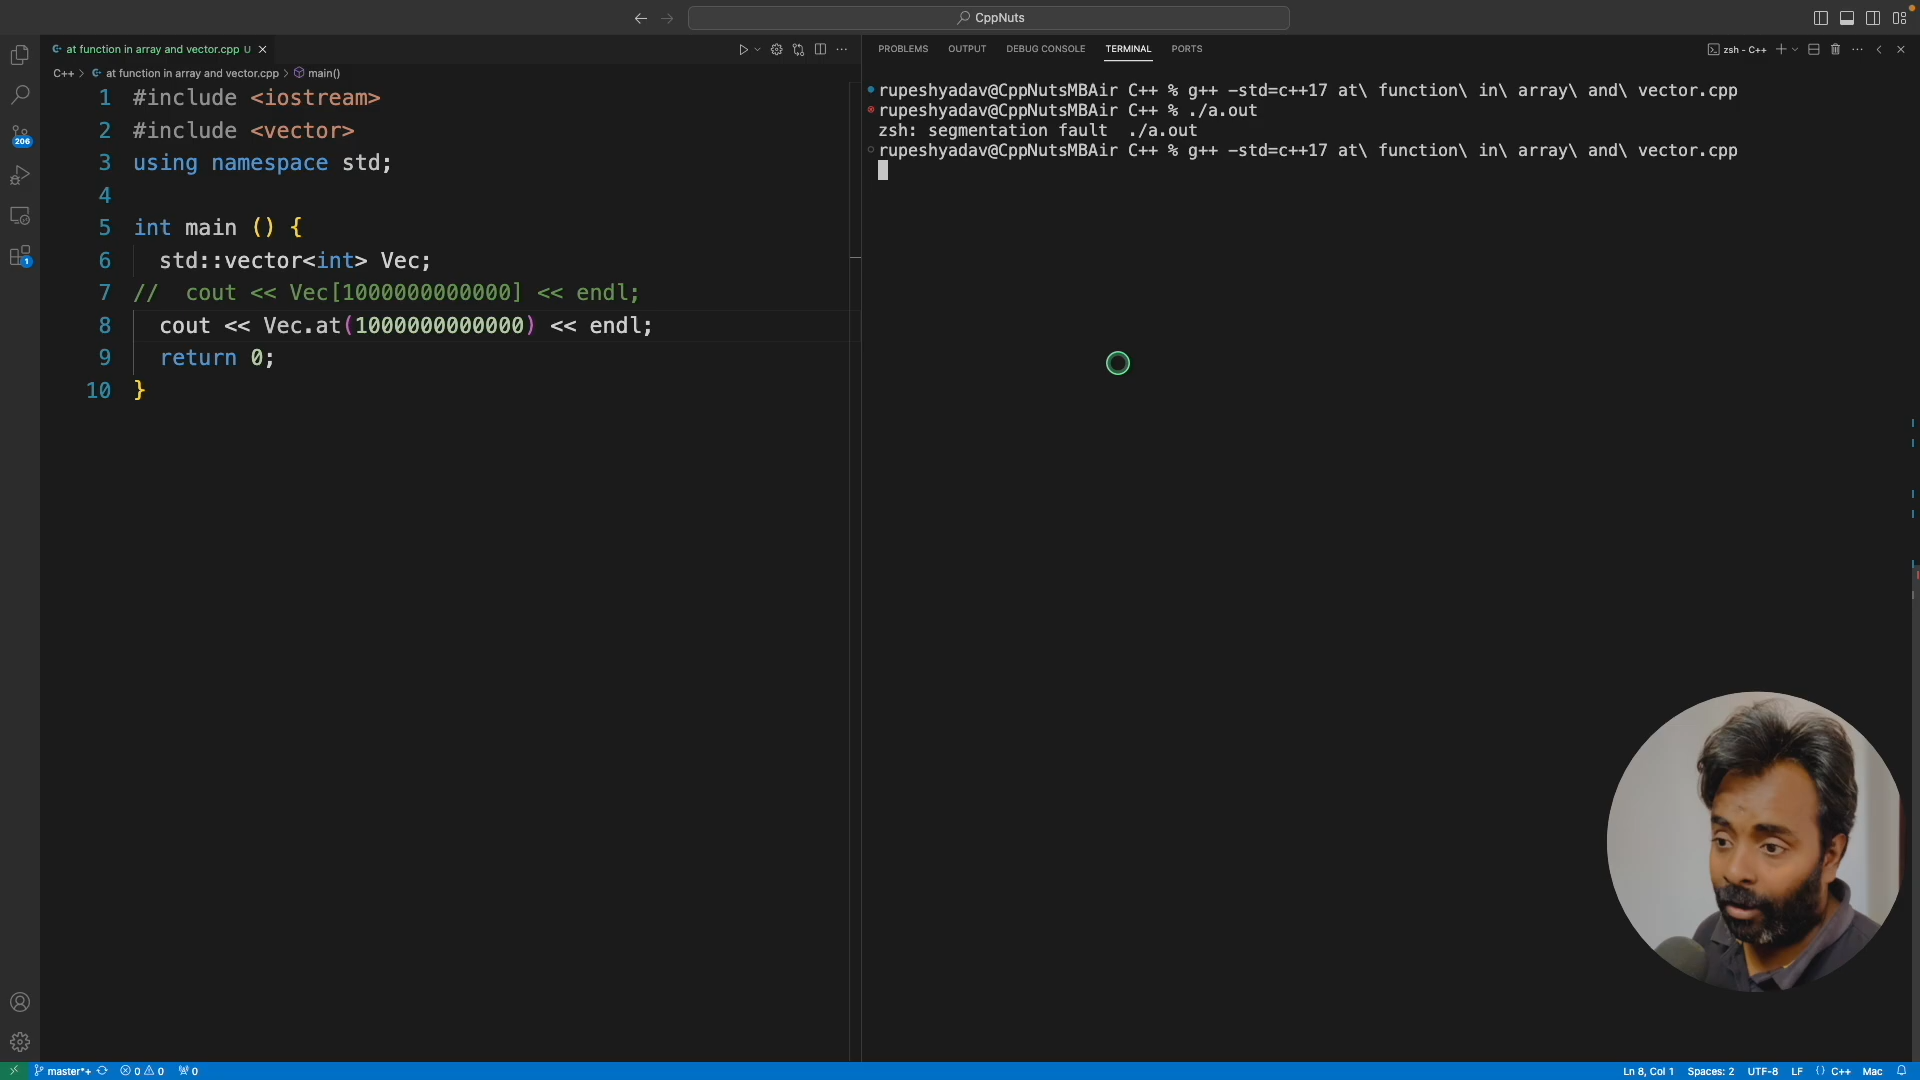 CppNuts
at function in array and vector.cpp U
PROBLEMS OUTPUT DEBUG CONSOLE TERMINAL PORTS
zsh - C++
C++ > at function in array and vector.cpp > main()
1 #include <iostream>
2 #include <vector>
3 using namespace std;
4
5 int main () {
6 std::vector<int> Vec;
7 // cout << Vec[1000000000000] << endl;
8 cout << Vec.at(1000000000000) << endl;
9 return 0;
10 }
rupeshyadav@CppNutsMBAir C++ % g++ -std=c++17 at\ function\ in\ array\ and\ vector.cpp
rupeshyadav@CppNutsMBAir C++ % ./a.out
zsh: segmentation fault ./a.out
rupeshyadav@CppNutsMBAir C++ % g++ -std=c++17 at\ function\ in\ array\ and\ vector.cpp
206
1
master*+ 0 0 0
Ln 8, Col 1 Spaces: 2 UTF-8 LF {} C++ Mac